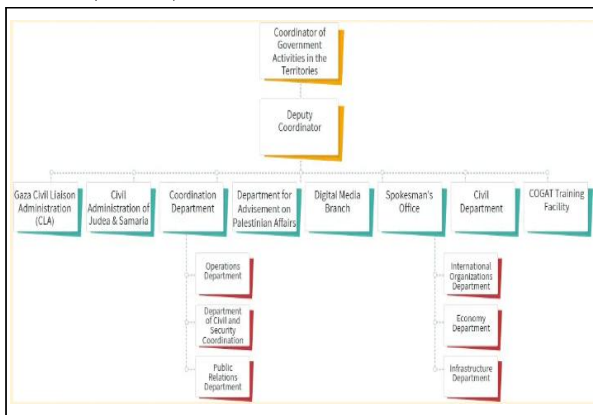 Coordinator of
Government
Activities in the
Territories
Deputy
Coordinator
Gaza Civil Liaison
Administration
(CLA)
Civil
Administration of
Judea & Samaria
Coordination
Department
Department for
Advisement on
Palestinian Affairs
Digital Media
Branch
Spokesman's
Office
Civil
Department
COGAT Training
Facility
Operations
Department
Department
of Civil and
Security
Coordination
Public
Relations
Department
International
Organizations
Department
Economy
Department
Infrastructure
Department